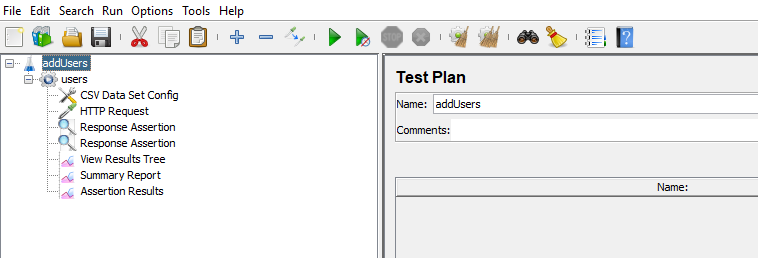 File Edit Search Run Options Tools Help
STOP
addUsers
users
CSV Data Set Config
HTTP Request
Response Assertion
Response Assertion
View Results Tree
Summary Report
Assertion Results
Test Plan
Name: addUsers
Comments:
Name: